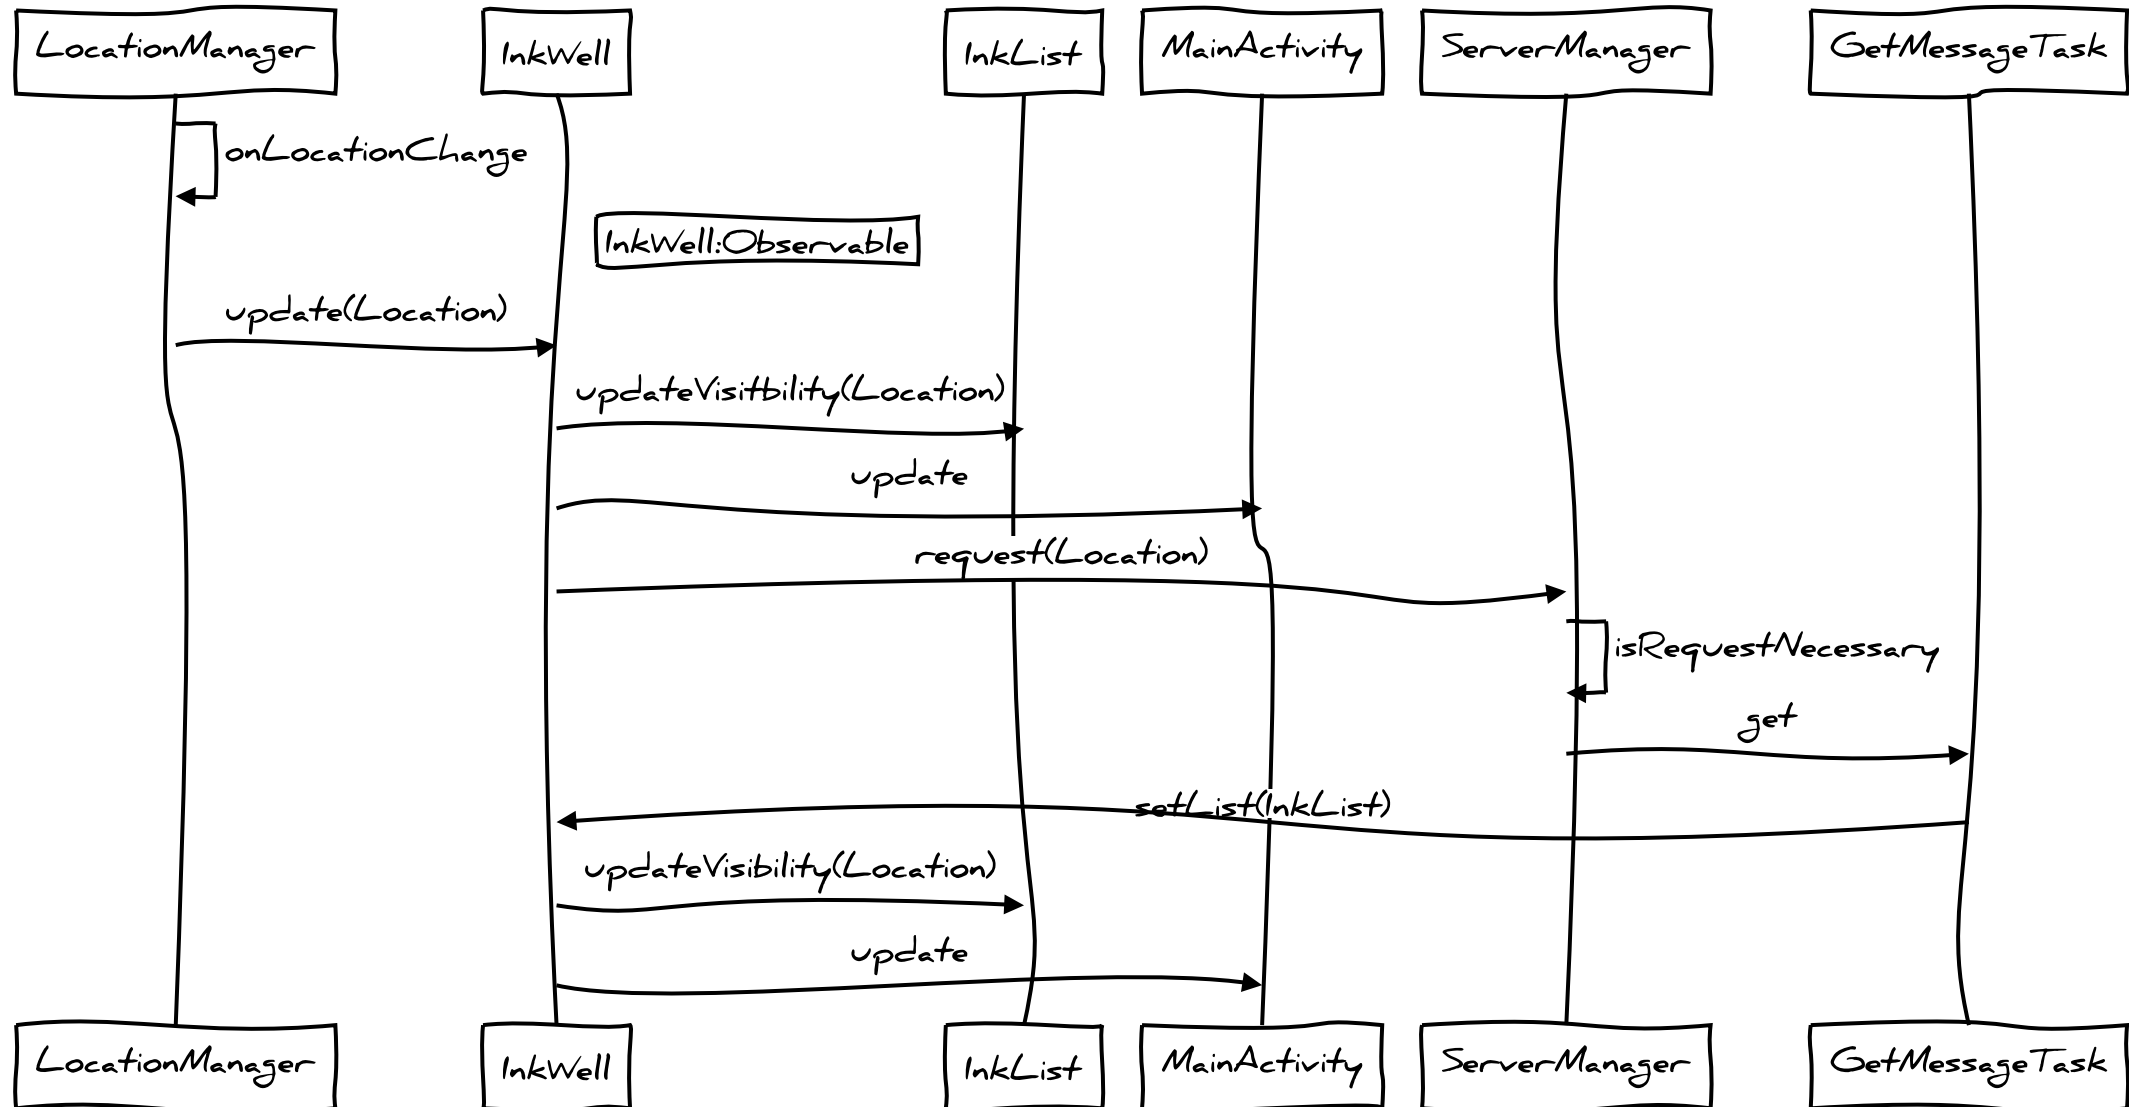 LocationManager
InkWell
InkList
MainActivity
ServerManager
GetMessageTask
onLocationChange
InkWell:Observable
update(Location)
updateVisitbility(Location)
update
request(Location)
isRequestNecessary
get
setList(InkList)
updateVisibility(Location)
update
LocationManager
InkWell
InkList
MainActivity
ServerManager
GetMessageTask